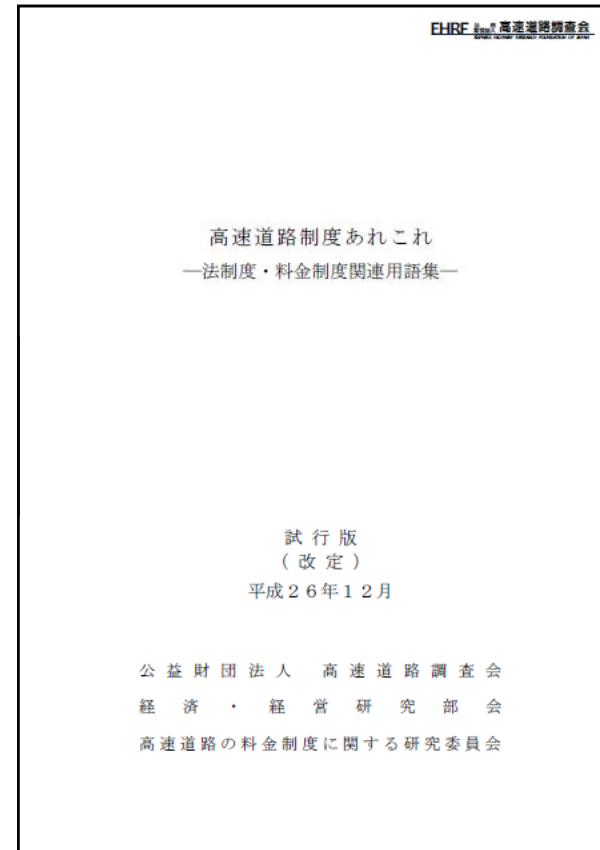 EHRF 高速道路調査会
高速道路制度あれこれ
―法制度・料金制度関連用語集―
試行版
(改定)
平成26年12月
公益財団法人　高速道路調査会
経済・経営研究部会
高速道路の料金制度に関する研究委員会